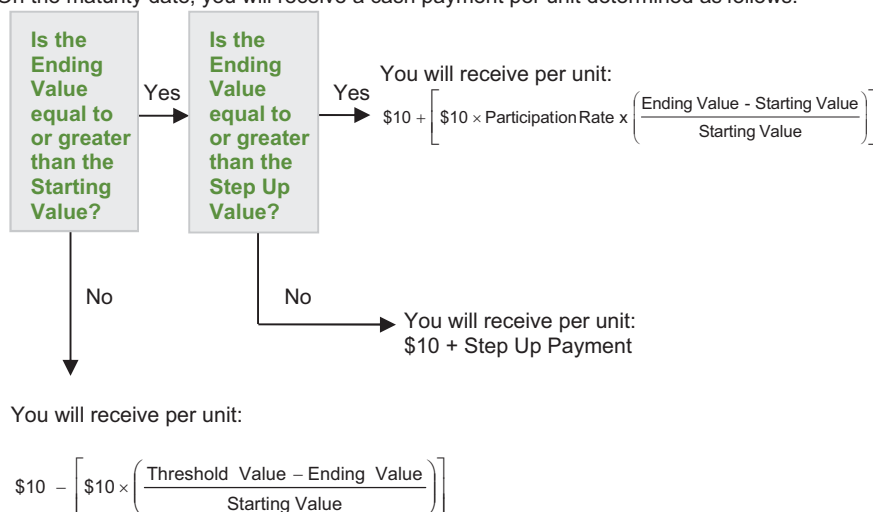 On the maturity date, you will receive a cash payment per unit determined as follows:
Is the
Ending
Value
equal to
or greater
than the
Starting
Value?
Yes
Is the
Ending
Value
equal to
or greater
than the
Step Up
Value?
Yes
You will receive per unit:
$10 + [ $10 × Participation Rate x ( Ending Value - Starting Value
Starting Value ) ]
No
No
You will receive per unit:
$10 + Step Up Payment
You will receive per unit:
$10 − [ $10 × ( Threshold Value – Ending Value
Starting Value ) ]